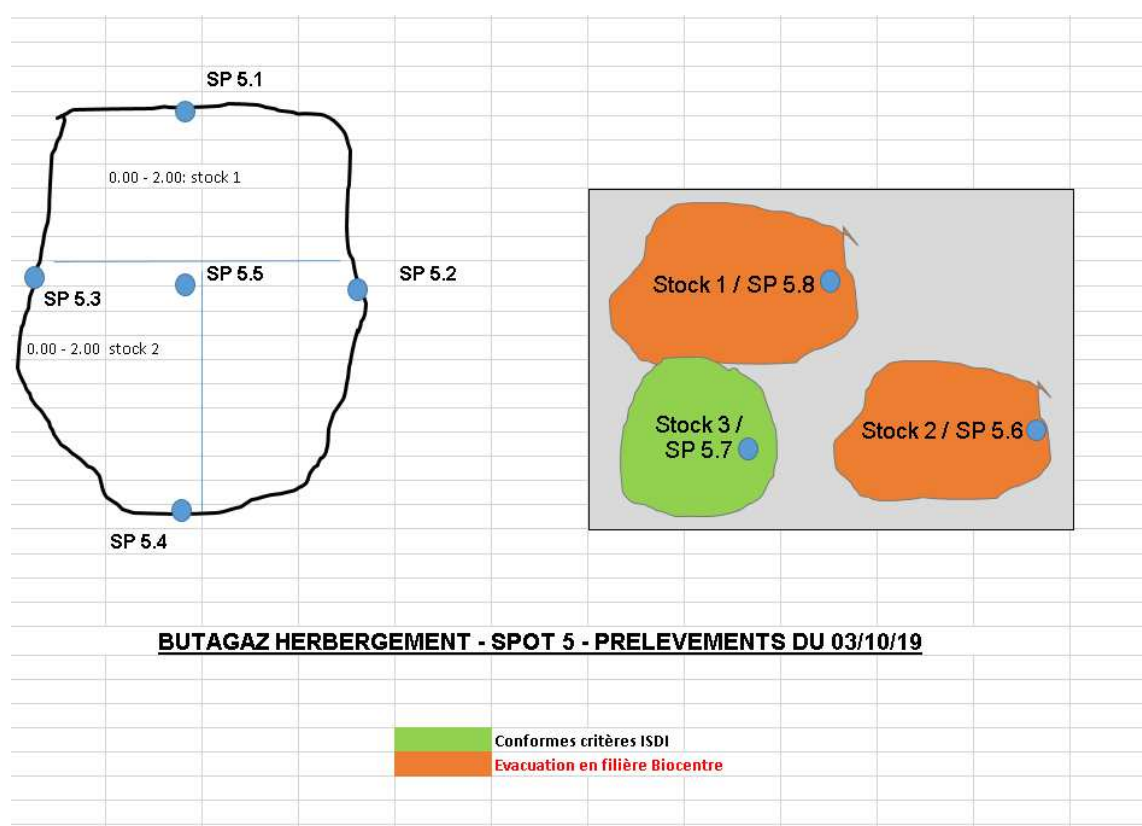 SP 5.1
0.00 - 2.00: stock 1
SP 5.5
SP 5.2
SP 5.3
0.00 - 2.00 stock 2
SP 5.4
Stock 1 / SP 5.8
Stock 3 /
SP 5.7
Stock 2 / SP 5.6
BUTAGAZ HERBERGEMENT - SPOT 5 - PRELEVEMENTS DU 03/10/19
Conformes critères ISDI
Evacuation en filière Biocentre